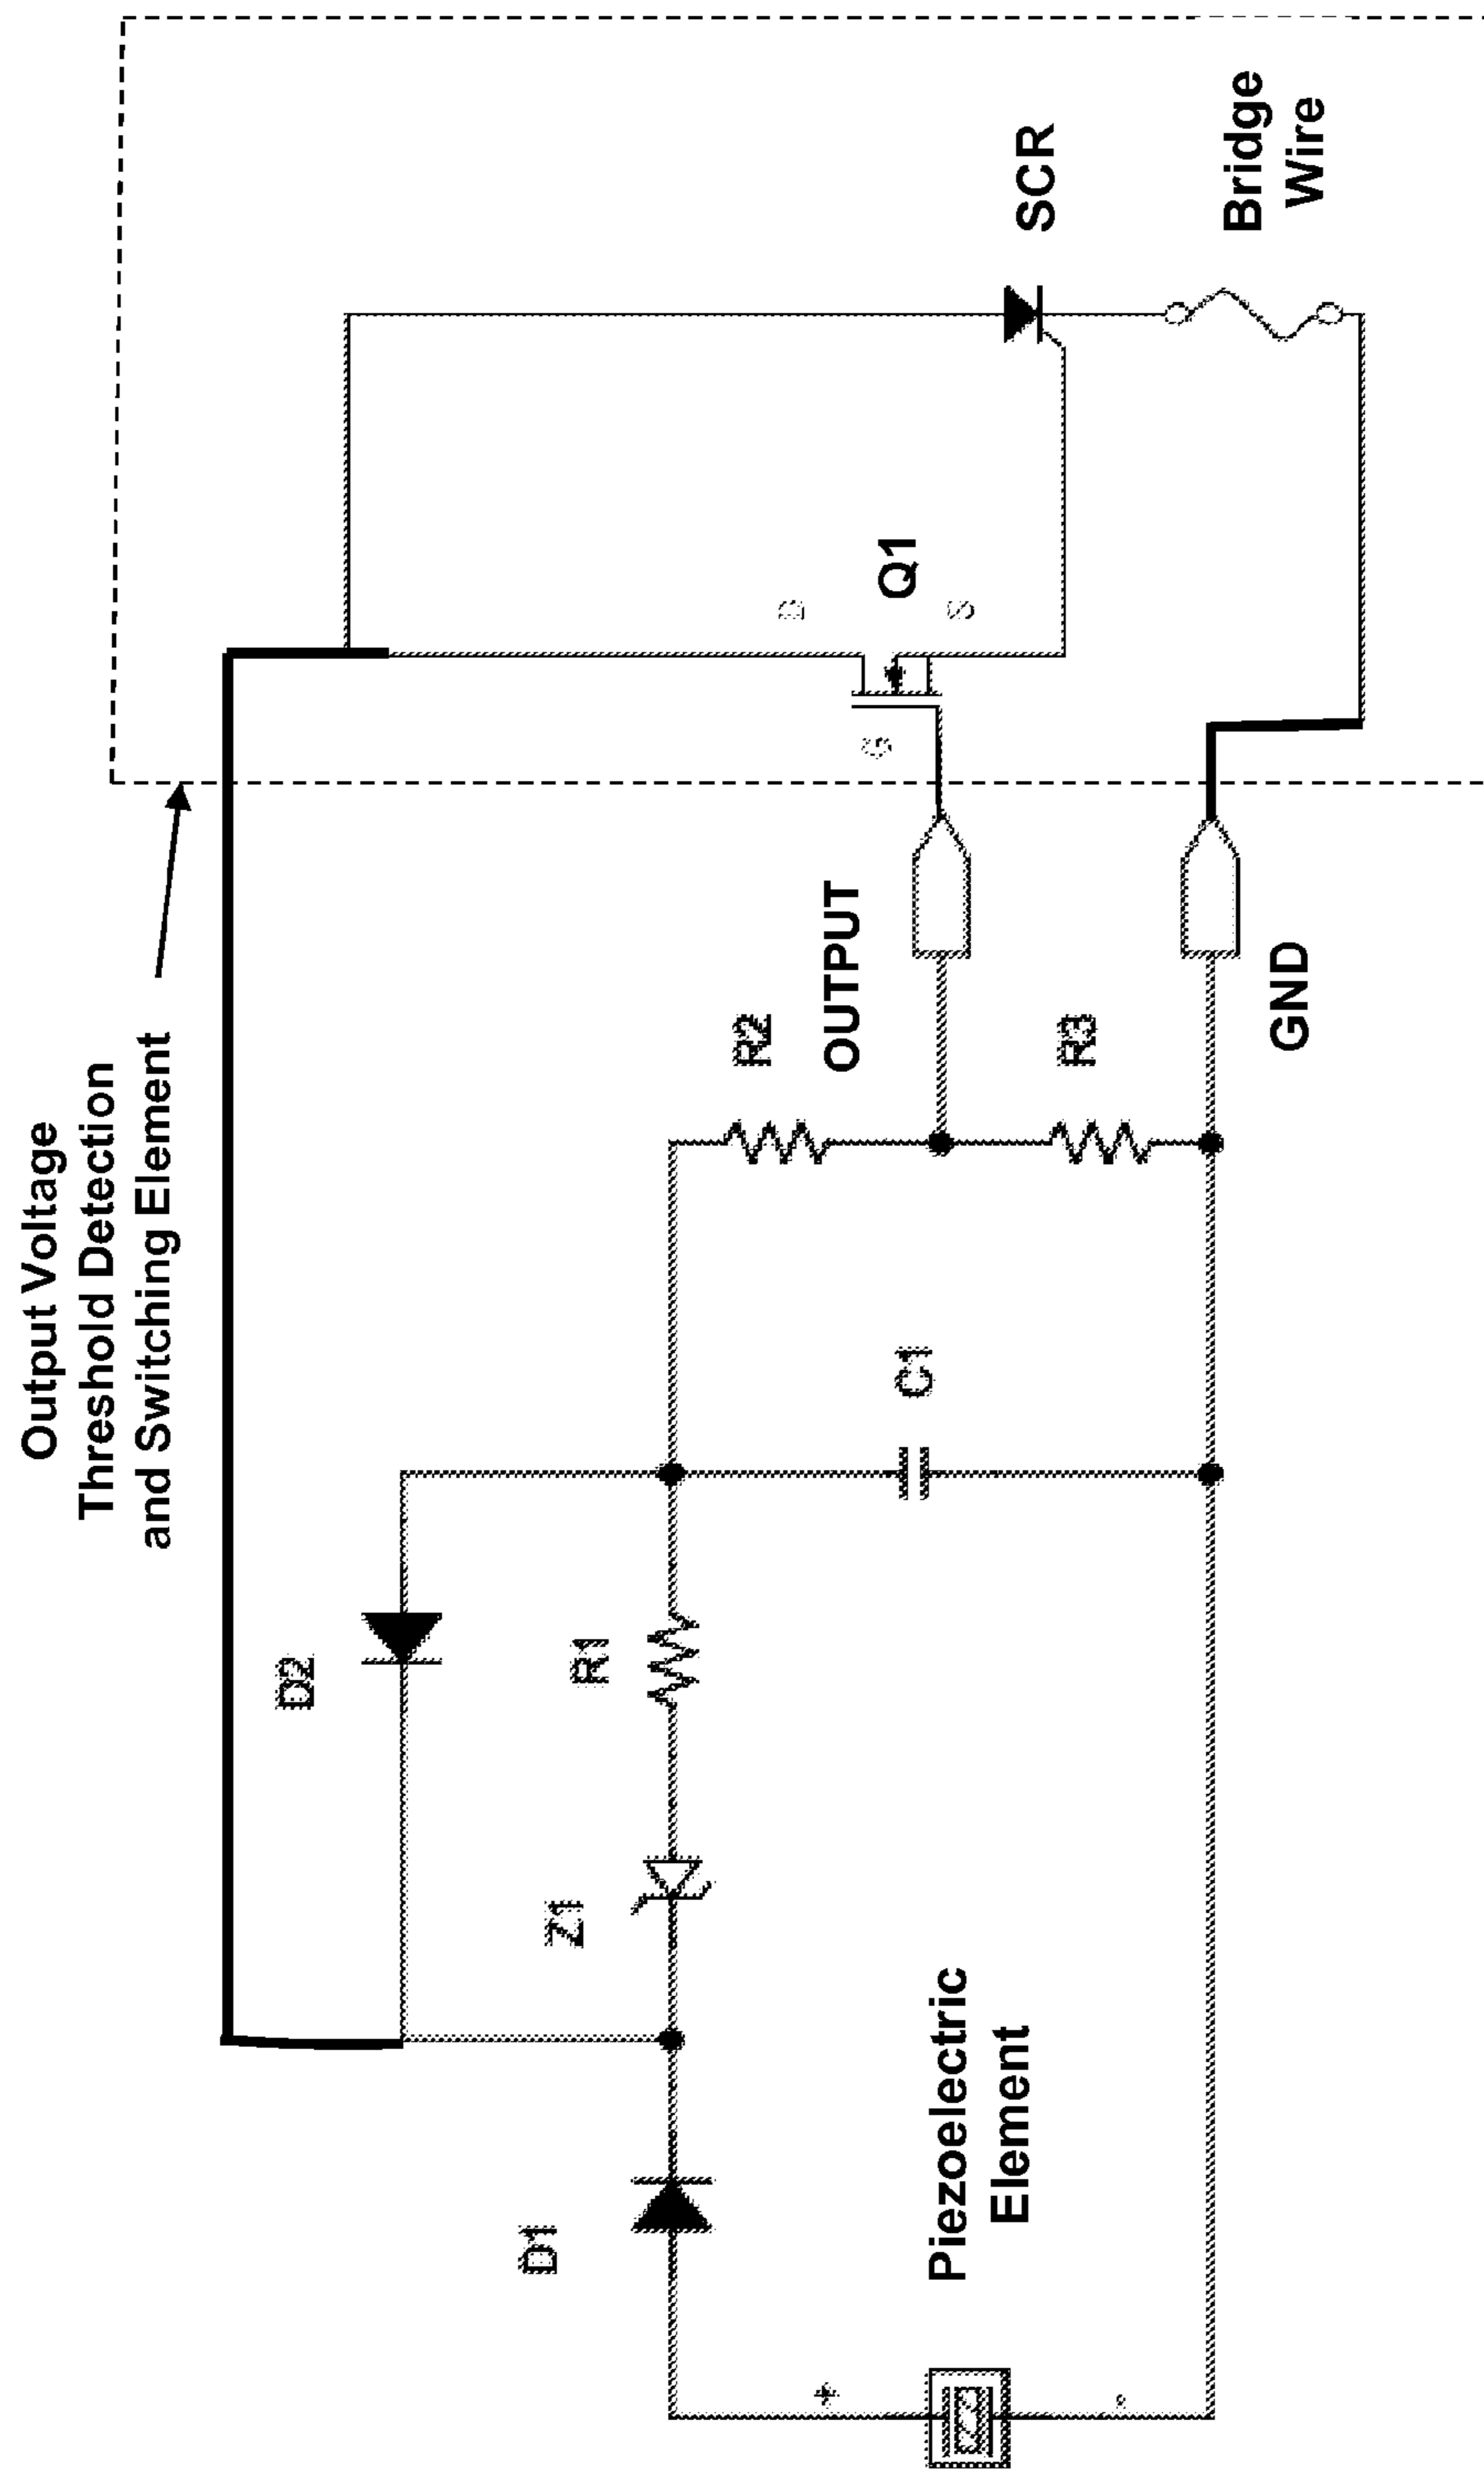 Output Voltage
Threshold Detection
and Switching Element
D2
D1
Z1
R1
C1
R2
R3
OUTPUT
GND
Piezoelectric
Element
+
-
D
G
S
Q1
SCR
Bridge
Wire